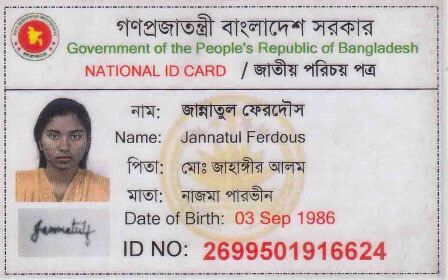 গণপ্রজাতন্ত্রী বাংলাদেশ সরকার
Government of the People's Republic of Bangladesh
NATIONAL ID CARD / জাতীয় পরিচয় পত্র
নাম: জান্নাতুল ফেরদৌস
Name: Jannatul Ferdous
পিতা: মোঃ জাহাঙ্গীর আলম
মাতা: নাজমা পারভীন
Date of Birth: 03 Sep 1986
Jannatul
ID NO: 2699501916624